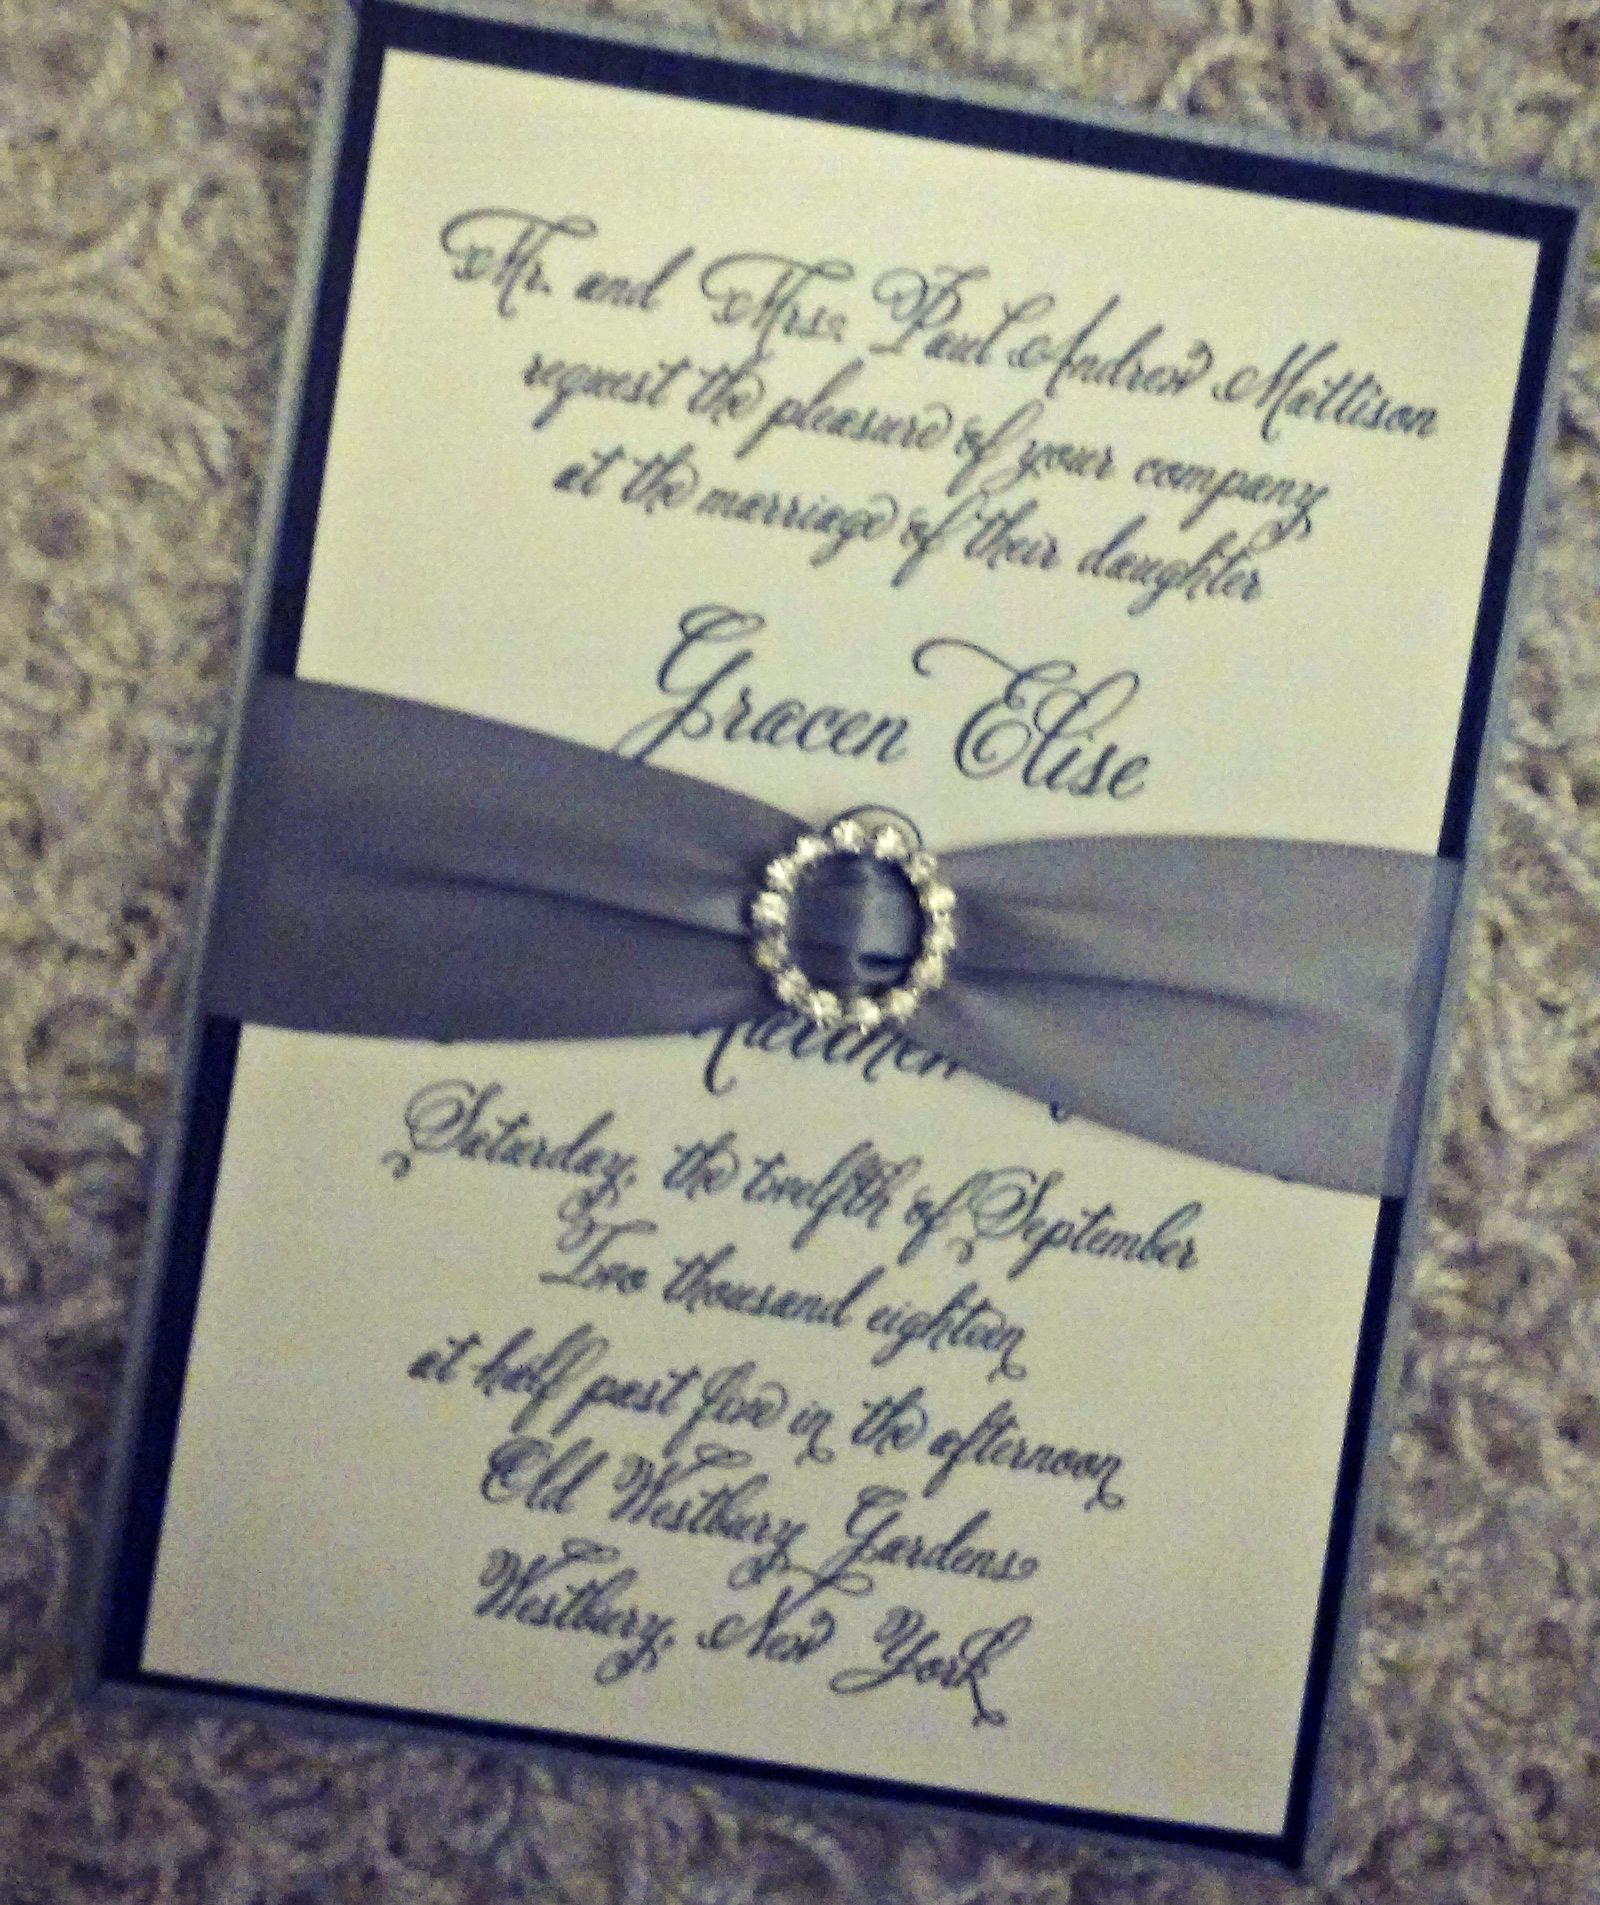 Mr. and Mrs. Paul Andrew Mattison
request the pleasure of your company
at the marriage of their daughter
Gracen Elise
Saturday, the twelfth of September
Two thousand eighteen
at half past five in the afternoon
Old Westbury Gardens
Westbury, New York